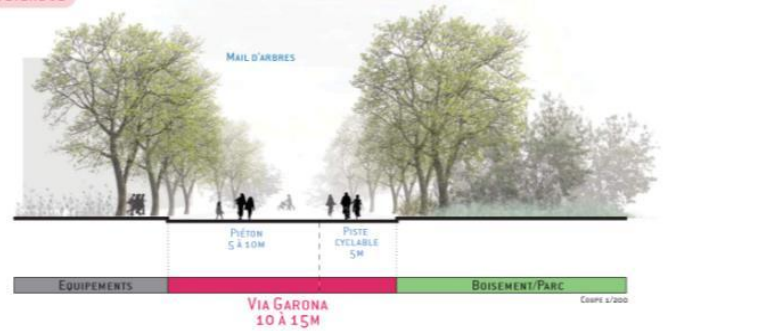 Mail d'arbres
Piéton
5 à 10m
Piste
cyclable
5m
Equipements
Boisement/Parc
Coupe 1/200
Via Garona
10 à 15m